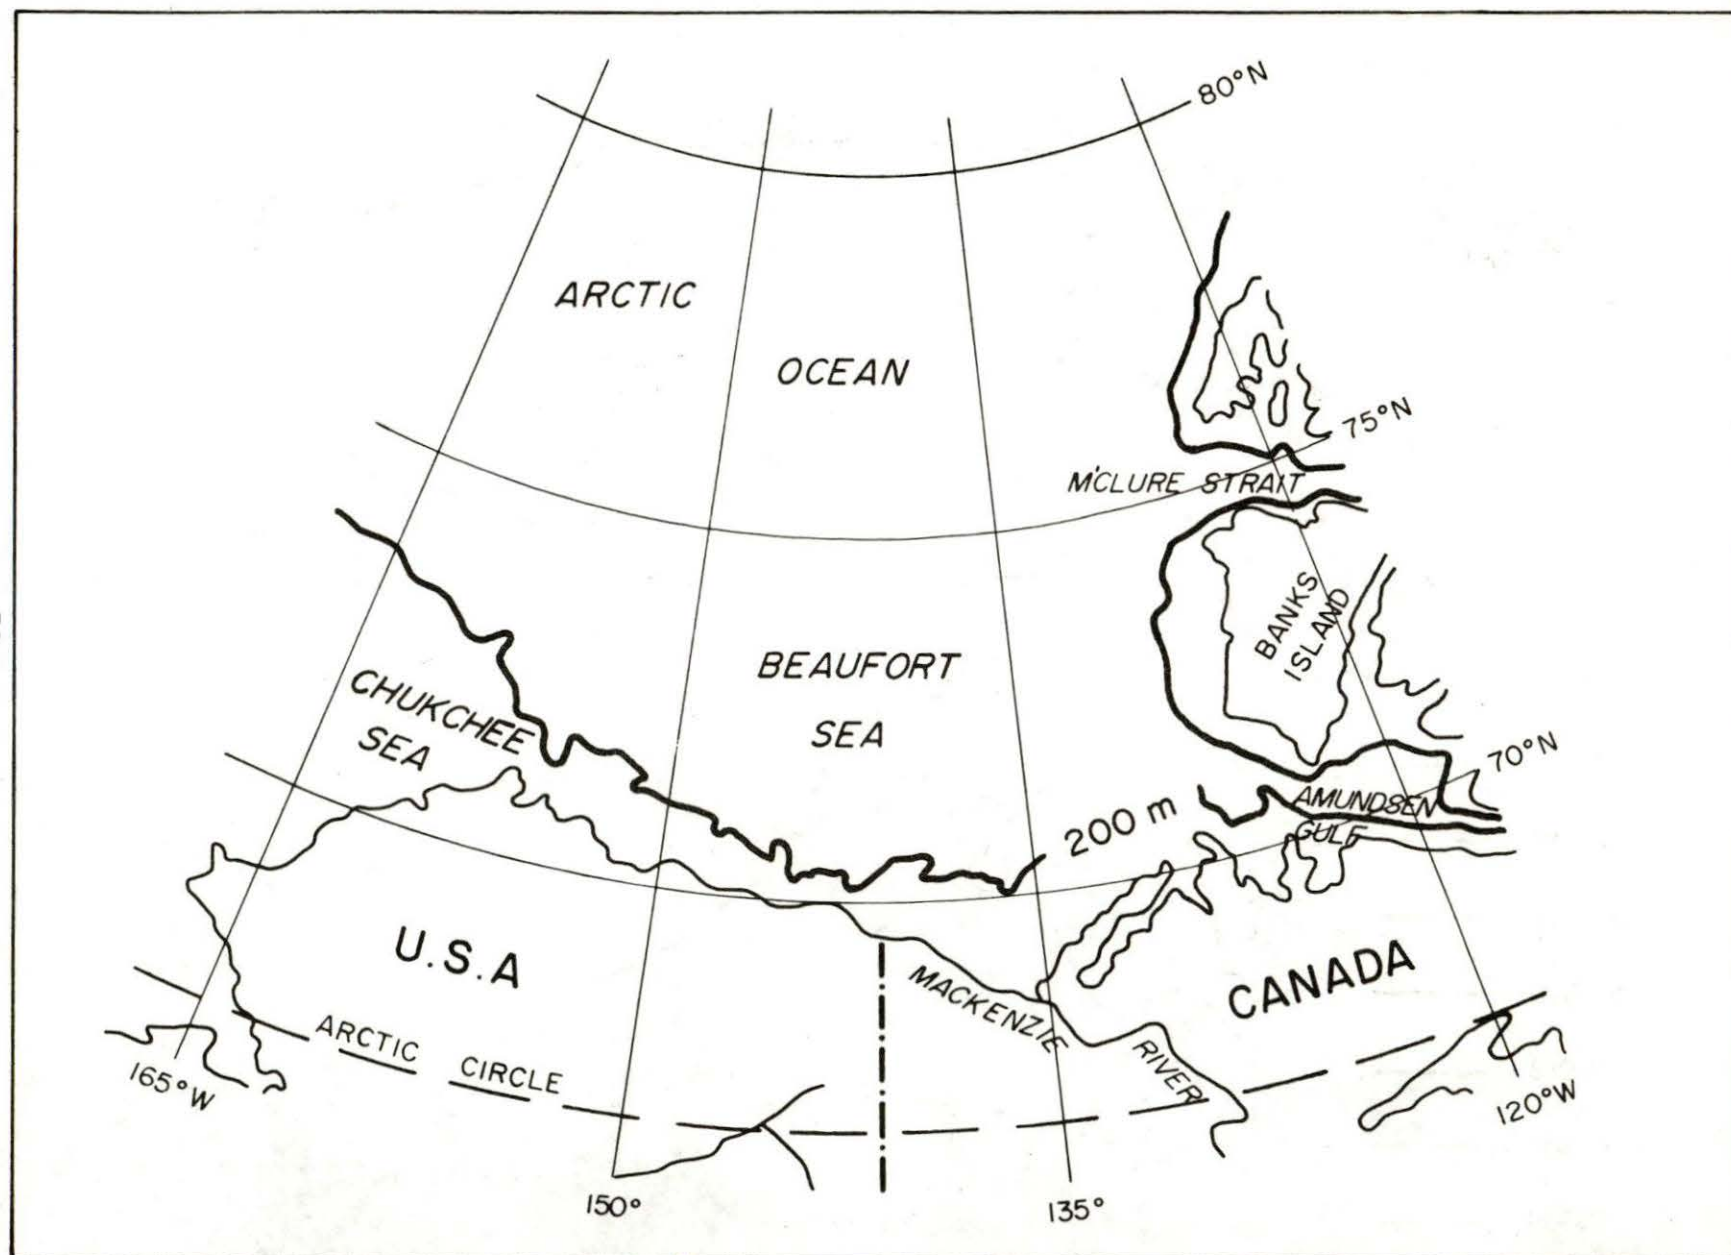 80°N
ARCTIC
OCEAN
75°N
M'CLURE STRAIT
BANKS
ISLAND
BEAUFORT
SEA
CHUKCHEE
SEA
70°N
200 m
AMUNDSEN
GULF
U.S.A
CANADA
MACKENZIE
RIVER
ARCTIC CIRCLE
165°W
120°W
150°
135°